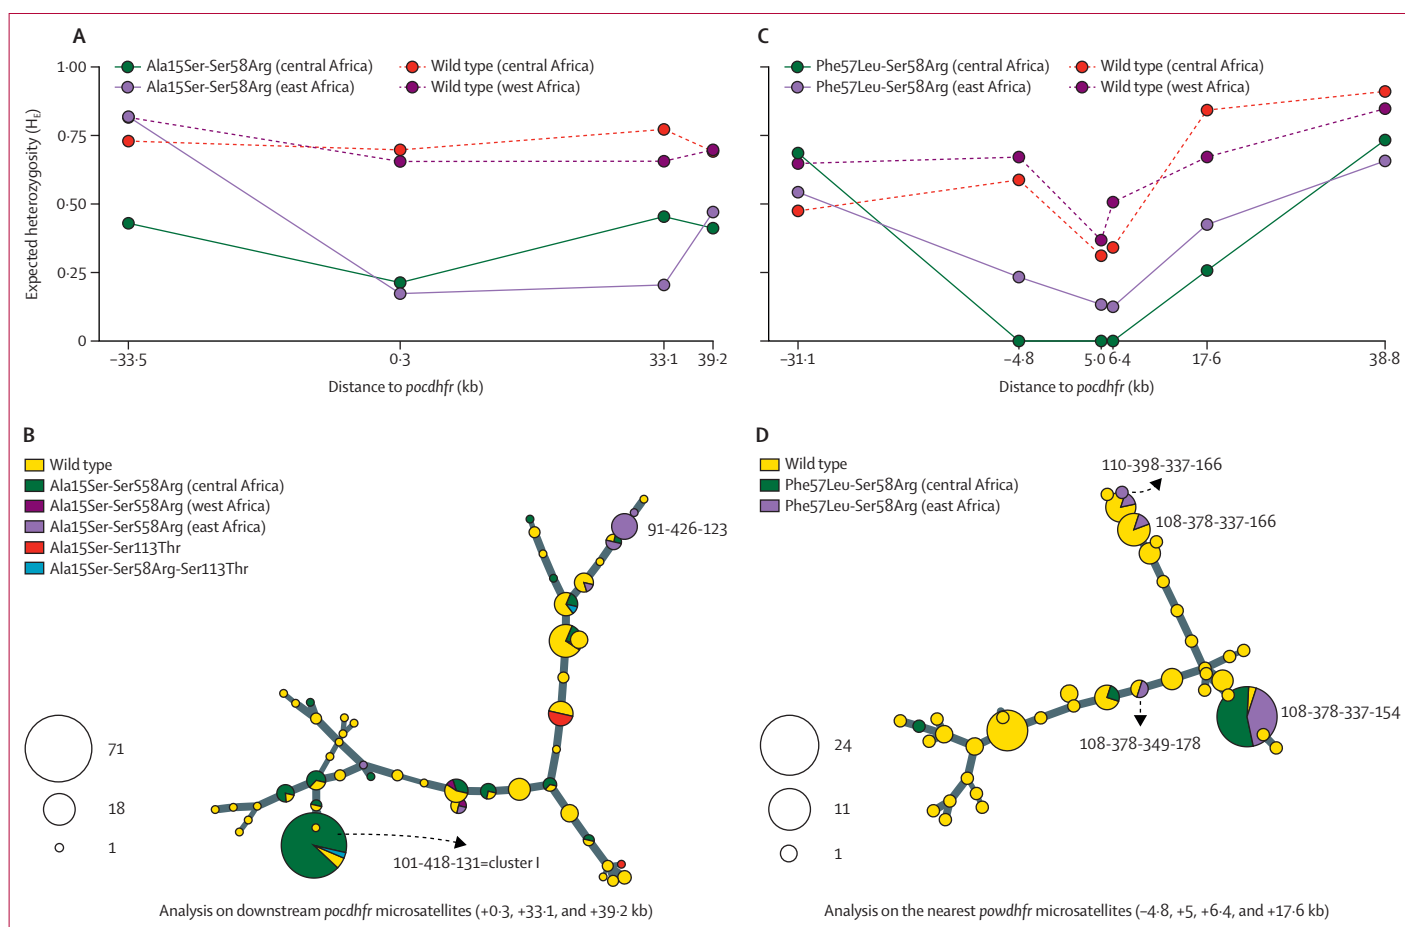 A
Ala15Ser-Ser58Arg (central Africa)
Ala15Ser-Ser58Arg (east Africa)
Wild type (central Africa)
Wild type (west Africa)
1·00
0·75
0·50
0·25
0
Expected heterozygosity (HE)
–33·5
0·3
33·1
39·2
Distance to pocdhfr (kb)
C
Phe57Leu-Ser58Arg (central Africa)
Phe57Leu-Ser58Arg (east Africa)
Wild type (central Africa)
Wild type (west Africa)
–31·1
–4·8
5·0
6·4
17·6
38·8
Distance to pocdhfr (kb)
B
Wild type
Ala15Ser-SerS58Arg (central Africa)
Ala15Ser-SerS58Arg (west Africa)
Ala15Ser-SerS58Arg (east Africa)
Ala15Ser-Ser113Thr
Ala15Ser-Ser58Arg-Ser113Thr
91-426-123
71
18
1
101-418-131=cluster I
Analysis on downstream pocdhfr microsatellites (+0·3, +33·1, and +39·2 kb)
D
Wild type
Phe57Leu-Ser58Arg (central Africa)
Phe57Leu-Ser58Arg (east Africa)
110-398-337-166
108-378-337-166
108-378-337-154
108-378-349-178
24
11
1
Analysis on the nearest powdhfr microsatellites (–4·8, +5, +6·4, and +17·6 kb)